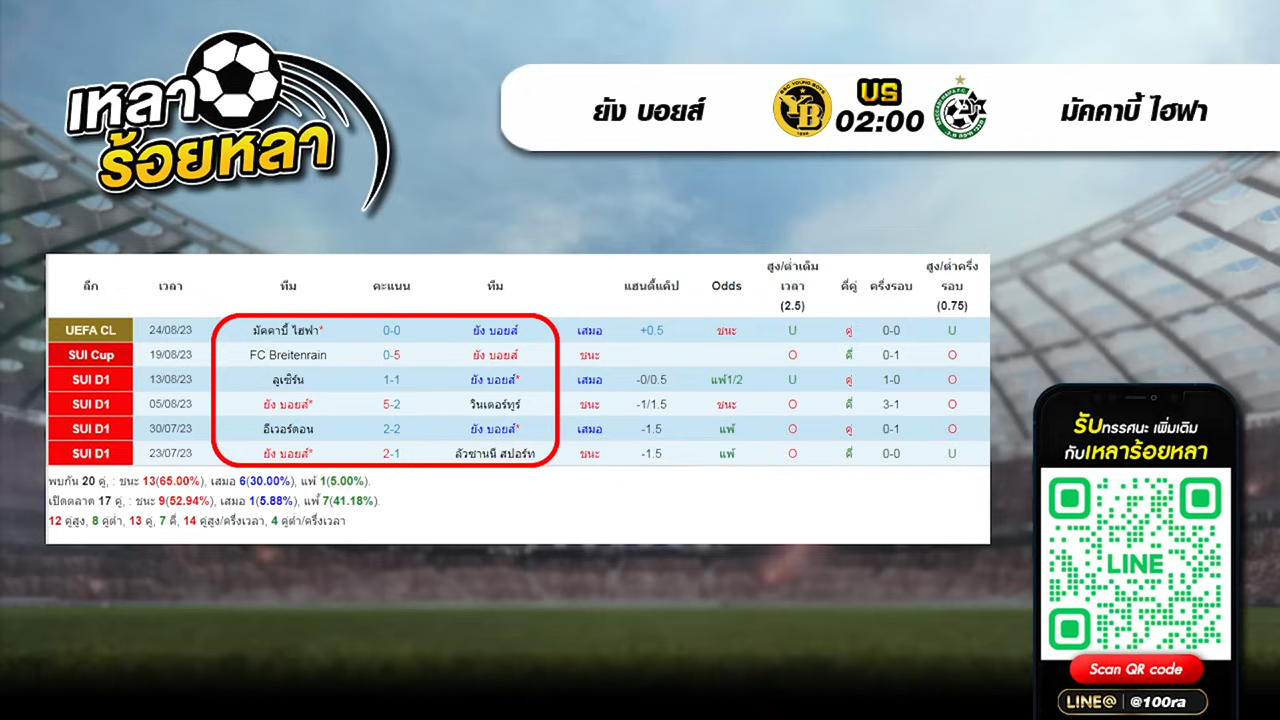 เหลา
ร้อยหลา
ยัง บอยส์
VS
02:00
มัคคาบี้ ไฮฟา
ลีก เวลา ทีม คะแนน ทีม แฮนดี้แค้ป Odds สูง/ต่ำเต็มเวลา (2.5) คี่คู่ ครึ่งรอบ สูง/ต่ำครึ่งรอบ (0.75)
UEFA CL 24/08/23 มัคคาบี้ ไฮฟา* 0-0 ยัง บอยส์ เสมอ +0.5 ชนะ U คู่ 0-0 U
SUI Cup 19/08/23 FC Breitenrain 0-5 ยัง บอยส์ ชนะ O คี่ 0-1 O
SUI D1 13/08/23 ลูเซิร์น 1-1 ยัง บอยส์* เสมอ -0/0.5 แพ้1/2 U คู่ 1-0 O
SUI D1 05/08/23 ยัง บอยส์* 5-2 วินเตอร์ทูร์ ชนะ -1/1.5 ชนะ O คี่ 3-1 O
SUI D1 30/07/23 อีเวอร์ดอน 2-2 ยัง บอยส์* เสมอ -1.5 แพ้ O คู่ 0-1 O
SUI D1 23/07/23 ยัง บอยส์* 2-1 ลัวซานนี สปอร์ท ชนะ -1.5 แพ้ O คี่ 0-0 U
พบกัน 20 คู่, : ชนะ 13(65.00%), เสมอ 6(30.00%), แพ้ 1(5.00%).
เปิดตลาด 17 คู่, : ชนะ 9(52.94%), เสมอ 1(5.88%), แพ้ 7(41.18%).
12 คู่สูง, 8 คู่ต่ำ, 13 คู่, 7 คี่, 14 คู่สูง/ครึ่งเวลา, 4 คู่ต่ำ/ครึ่งเวลา
รับทรรศนะ เพิ่มเติม
กับเหลาร้อยหลา
LINE
Scan QR code
LINE@ @100ra